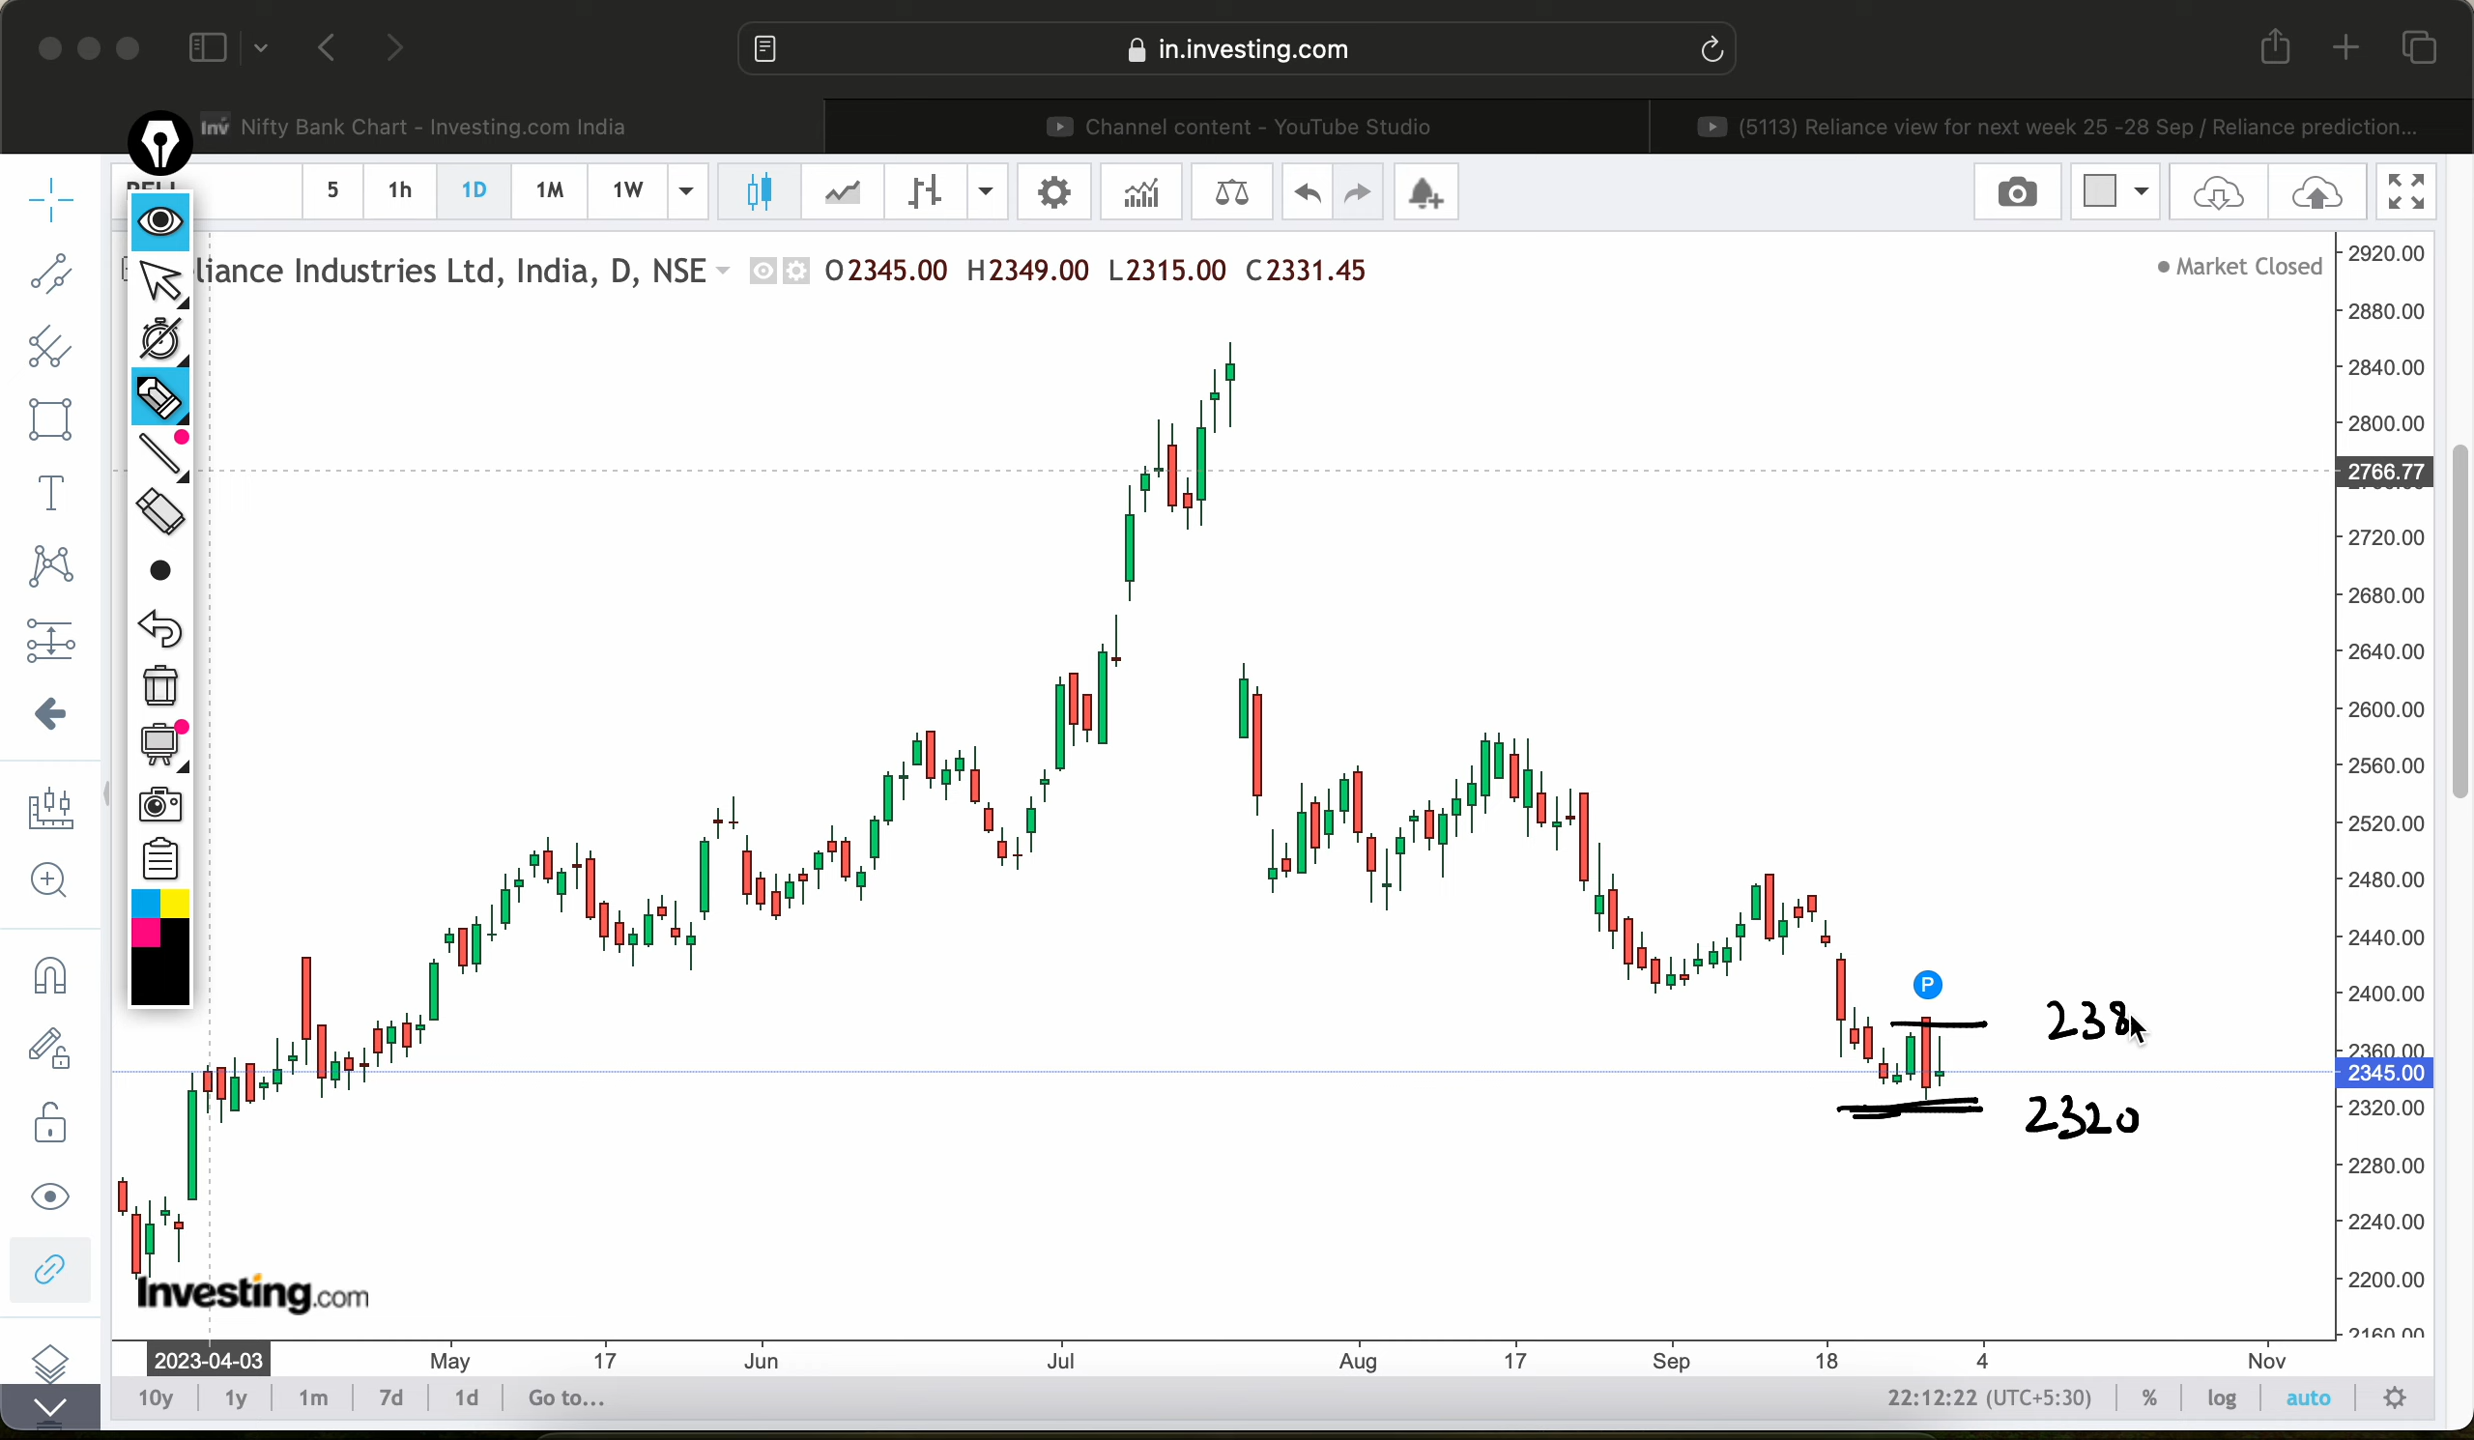 in.investing.com
Inv Nifty Bank Chart - Investing.com India
Channel content - YouTube Studio
(5113) Reliance view for next week 25 -28 Sep / Reliance prediction...
5 1h 1D 1M 1W
liance Industries Ltd, India, D, NSE O2345.00 H2349.00 L2315.00 C2331.45
Market Closed
2920.00
2880.00
2840.00
2800.00
2766.77
2720.00
2680.00
2640.00
2600.00
2560.00
2520.00
2480.00
2440.00
2400.00
P
238
2360.00
2345.00
2320.00
2320
2280.00
2240.00
2200.00
2160.00
Investing.com
2023-04-03 May 17 Jun Jul Aug 17 Sep 18 4 Nov
10y 1y 1m 7d 1d Go to... 22:12:22 (UTC+5:30) % log auto